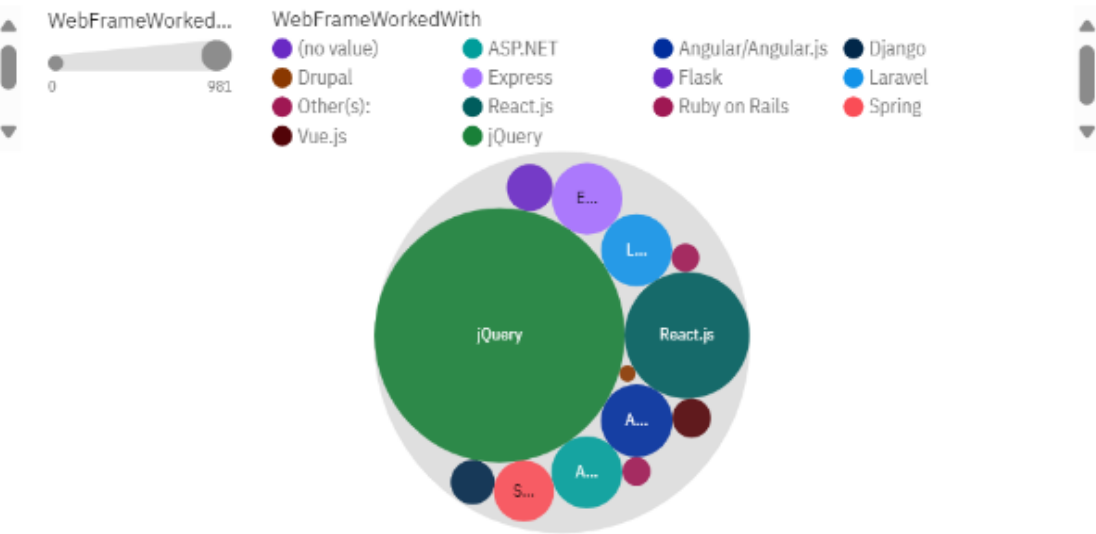 WebFrameWorked... WebFrameWorkedWith
(no value) ASP.NET Angular/Angular.js Django
Drupal Express Flask Laravel
0 981
Other(s): React.js Ruby on Rails Spring
Vue.js jQuery
E...
L...
jQuery React.js
A...
A...
S...